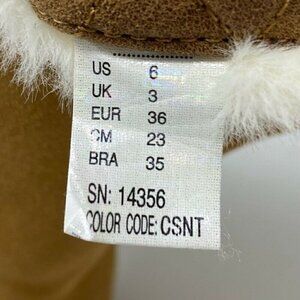 US 6
UK 3
EUR 36
CM 23
BRA 35
SN: 14356
COLOR CODE: CSNT